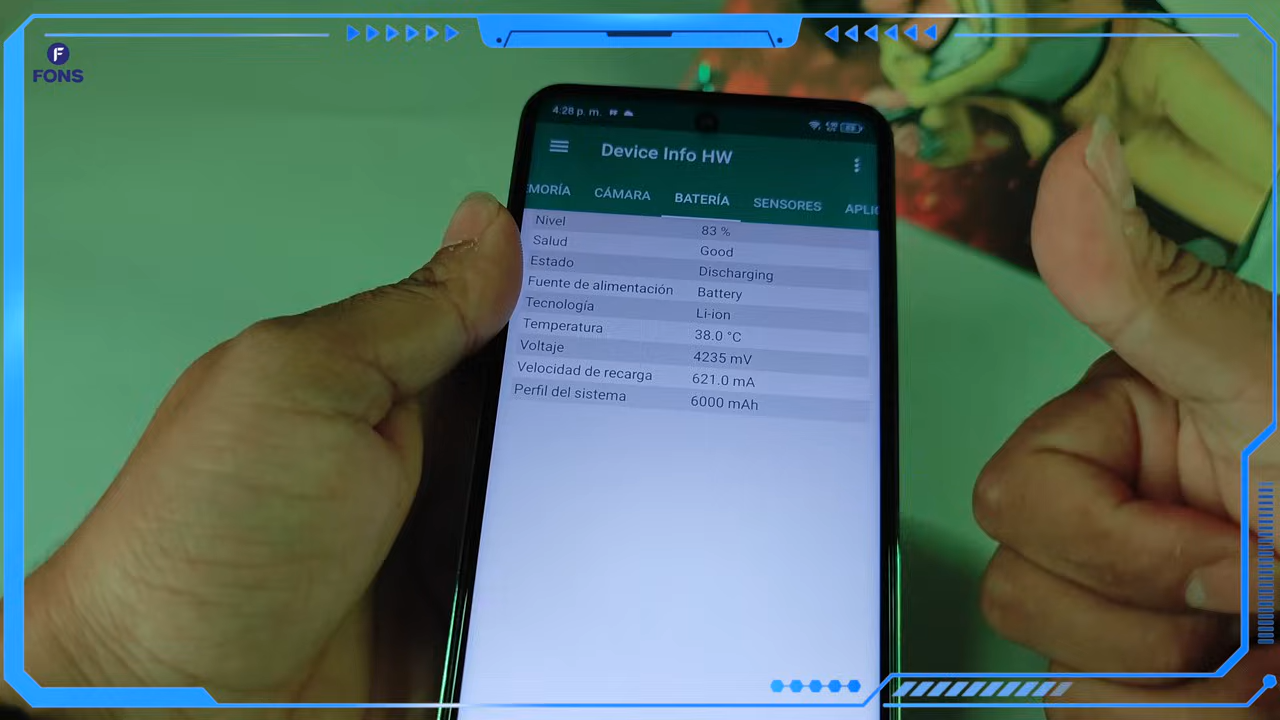 F
FONS
4:28 p. m.
Device Info HW
EMORÍA CÁMARA BATERÍA SENSORES APLIC
Nivel 83 %
Salud Good
Estado Discharging
Fuente de alimentación Battery
Tecnología Li-ion
Temperatura 38.0 °C
Voltaje 4235 mV
Velocidad de recarga 621.0 mA
Perfil del sistema 6000 mAh